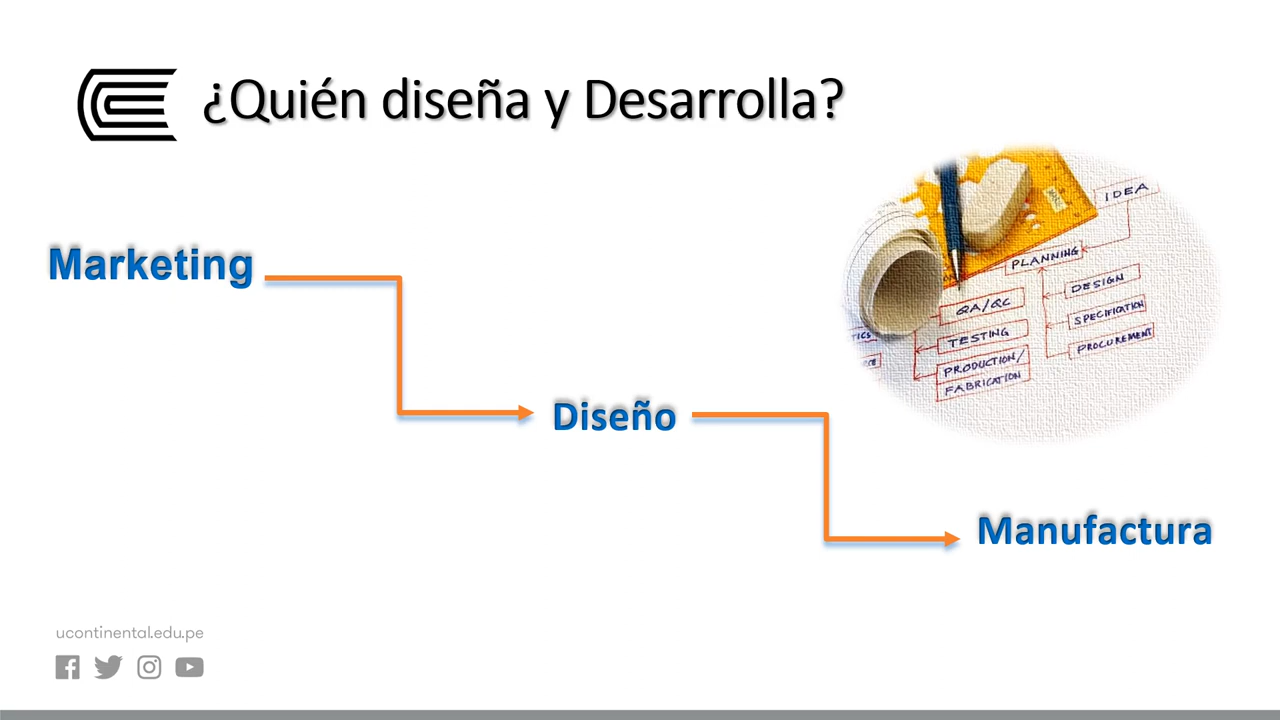 ¿Quién diseña y Desarrolla?
Marketing
IDEA
PLANNING
DESIGN
QA/QC
SPECIFICATION
TESTING
PROCUREMENT
PRODUCTION/
FABRICATION
Diseño
Manufactura
ucontinental.edu.pe